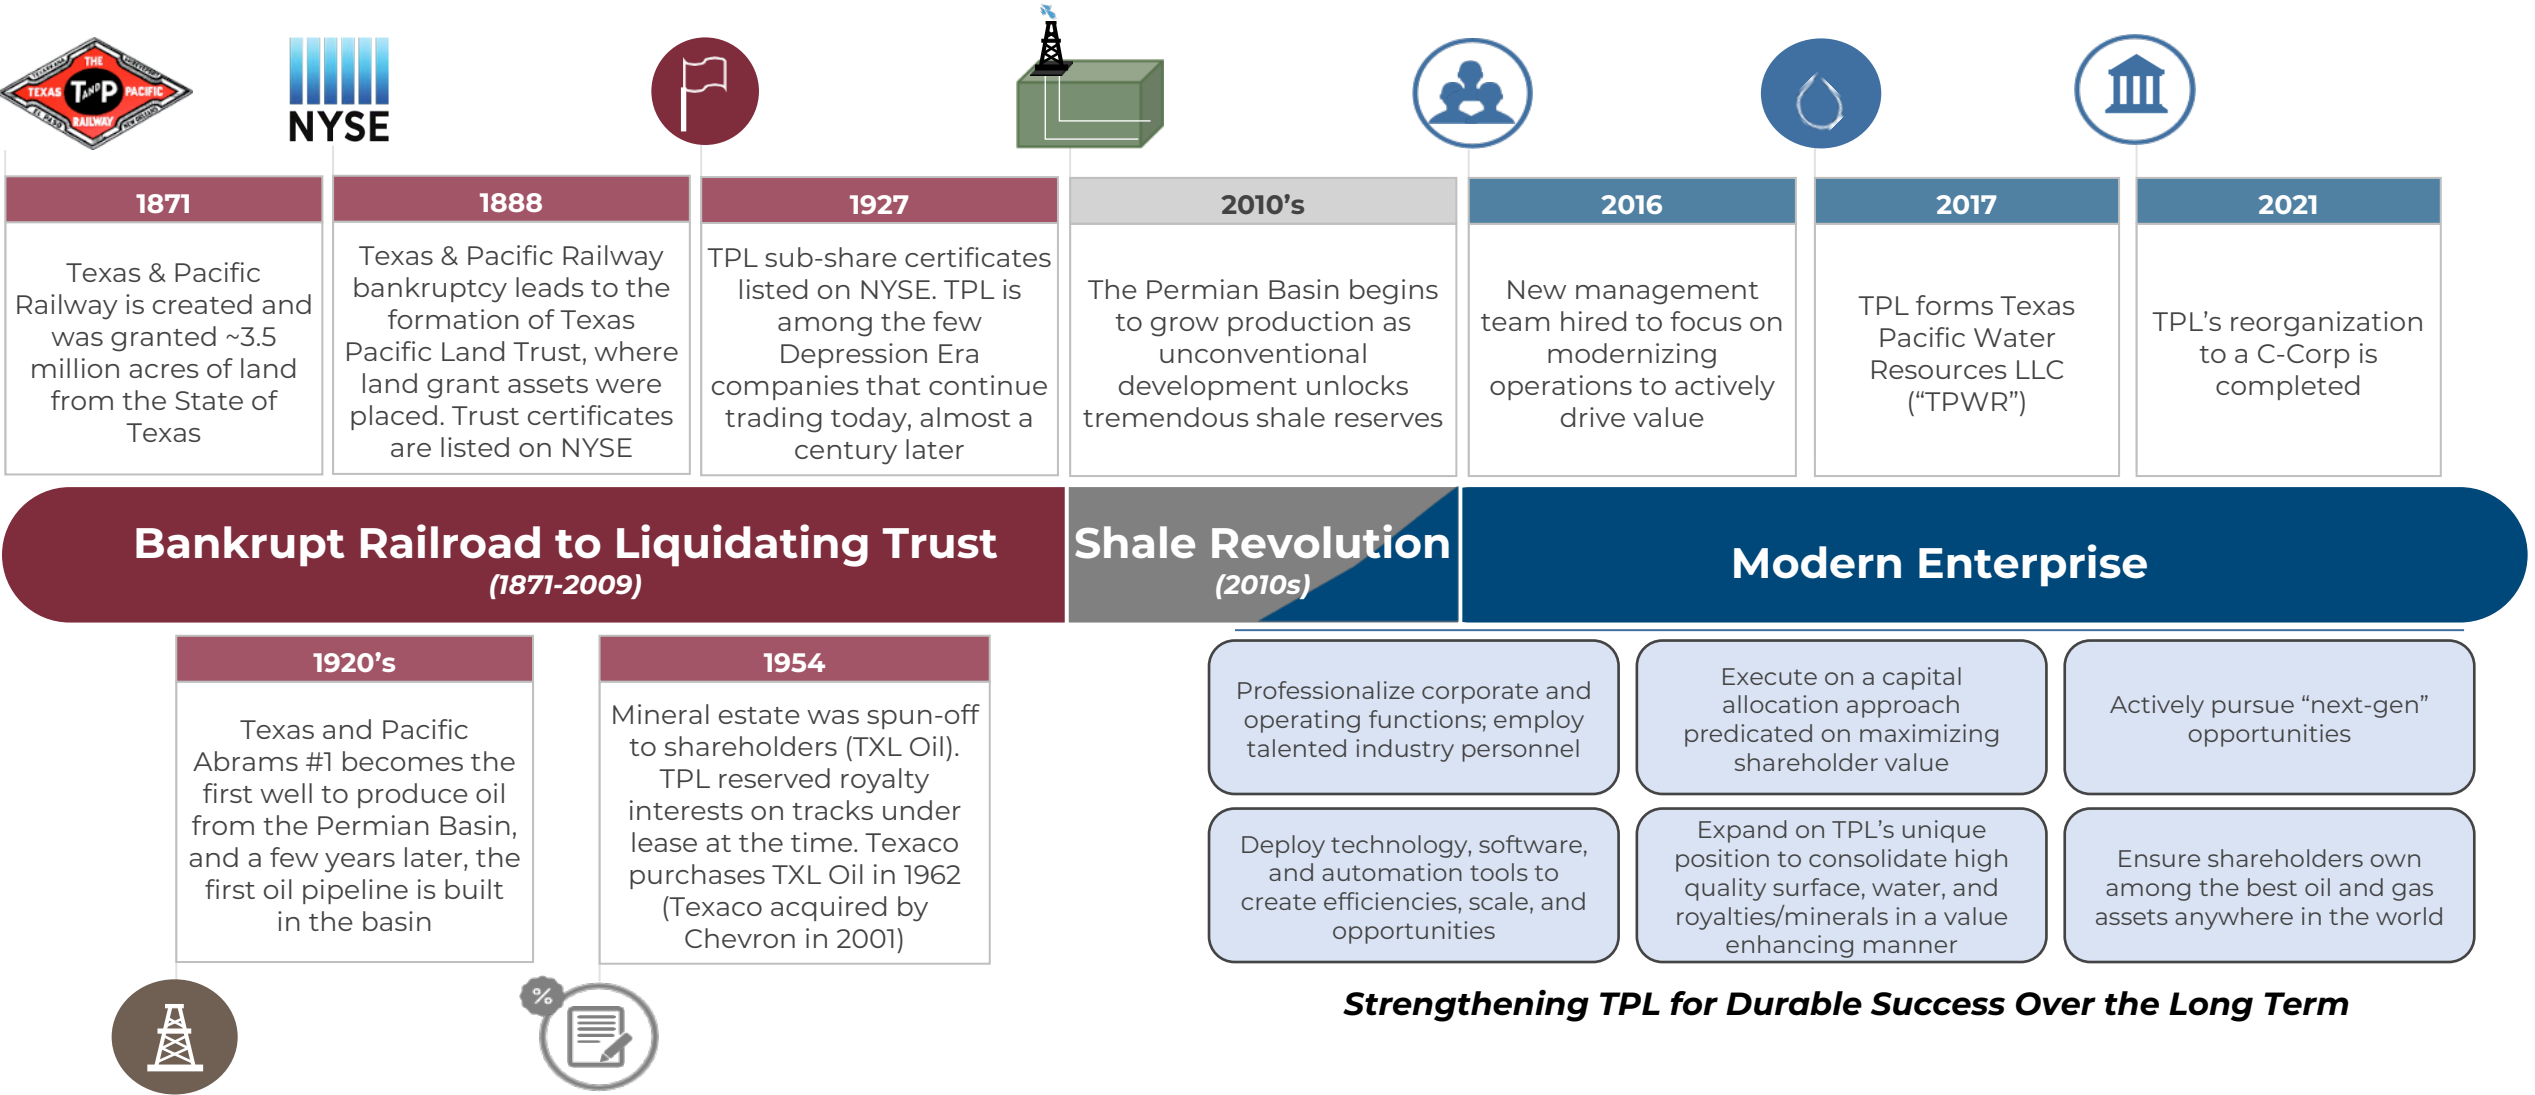 THE
TEXAS T AND P PACIFIC
RAILWAY
EL PASO
NEW ORLEANS
NYSE
1871
Texas & Pacific
Railway is created and
was granted ~3.5
million acres of land
from the State of
Texas
1888
Texas & Pacific Railway
bankruptcy leads to the
formation of Texas
Pacific Land Trust, where
land grant assets were
placed. Trust certificates
are listed on NYSE
1927
TPL sub-share certificates
listed on NYSE. TPL is
among the few
Depression Era
companies that continue
trading today, almost a
century later
2010’s
The Permian Basin begins
to grow production as
unconventional
development unlocks
tremendous shale reserves
2016
New management
team hired to focus on
modernizing
operations to actively
drive value
2017
TPL forms Texas
Pacific Water
Resources LLC
(“TPWR”)
2021
TPL’s reorganization
to a C-Corp is
completed
Bankrupt Railroad to Liquidating Trust
(1871-2009)
Shale Revolution
(2010s)
Modern Enterprise
1920’s
Texas and Pacific
Abrams #1 becomes the
first well to produce oil
from the Permian Basin,
and a few years later, the
first oil pipeline is built
in the basin
1954
Mineral estate was spun-off
to shareholders (TXL Oil).
TPL reserved royalty
interests on tracks under
lease at the time. Texaco
purchases TXL Oil in 1962
(Texaco acquired by
Chevron in 2001)
%
Professionalize corporate and
operating functions; employ
talented industry personnel
Execute on a capital
allocation approach
predicated on maximizing
shareholder value
Actively pursue “next-gen”
opportunities
Deploy technology, software,
and automation tools to
create efficiencies, scale, and
opportunities
Expand on TPL’s unique
position to consolidate high
quality surface, water, and
royalties/minerals in a value
enhancing manner
Ensure shareholders own
among the best oil and gas
assets anywhere in the world
Strengthening TPL for Durable Success Over the Long Term